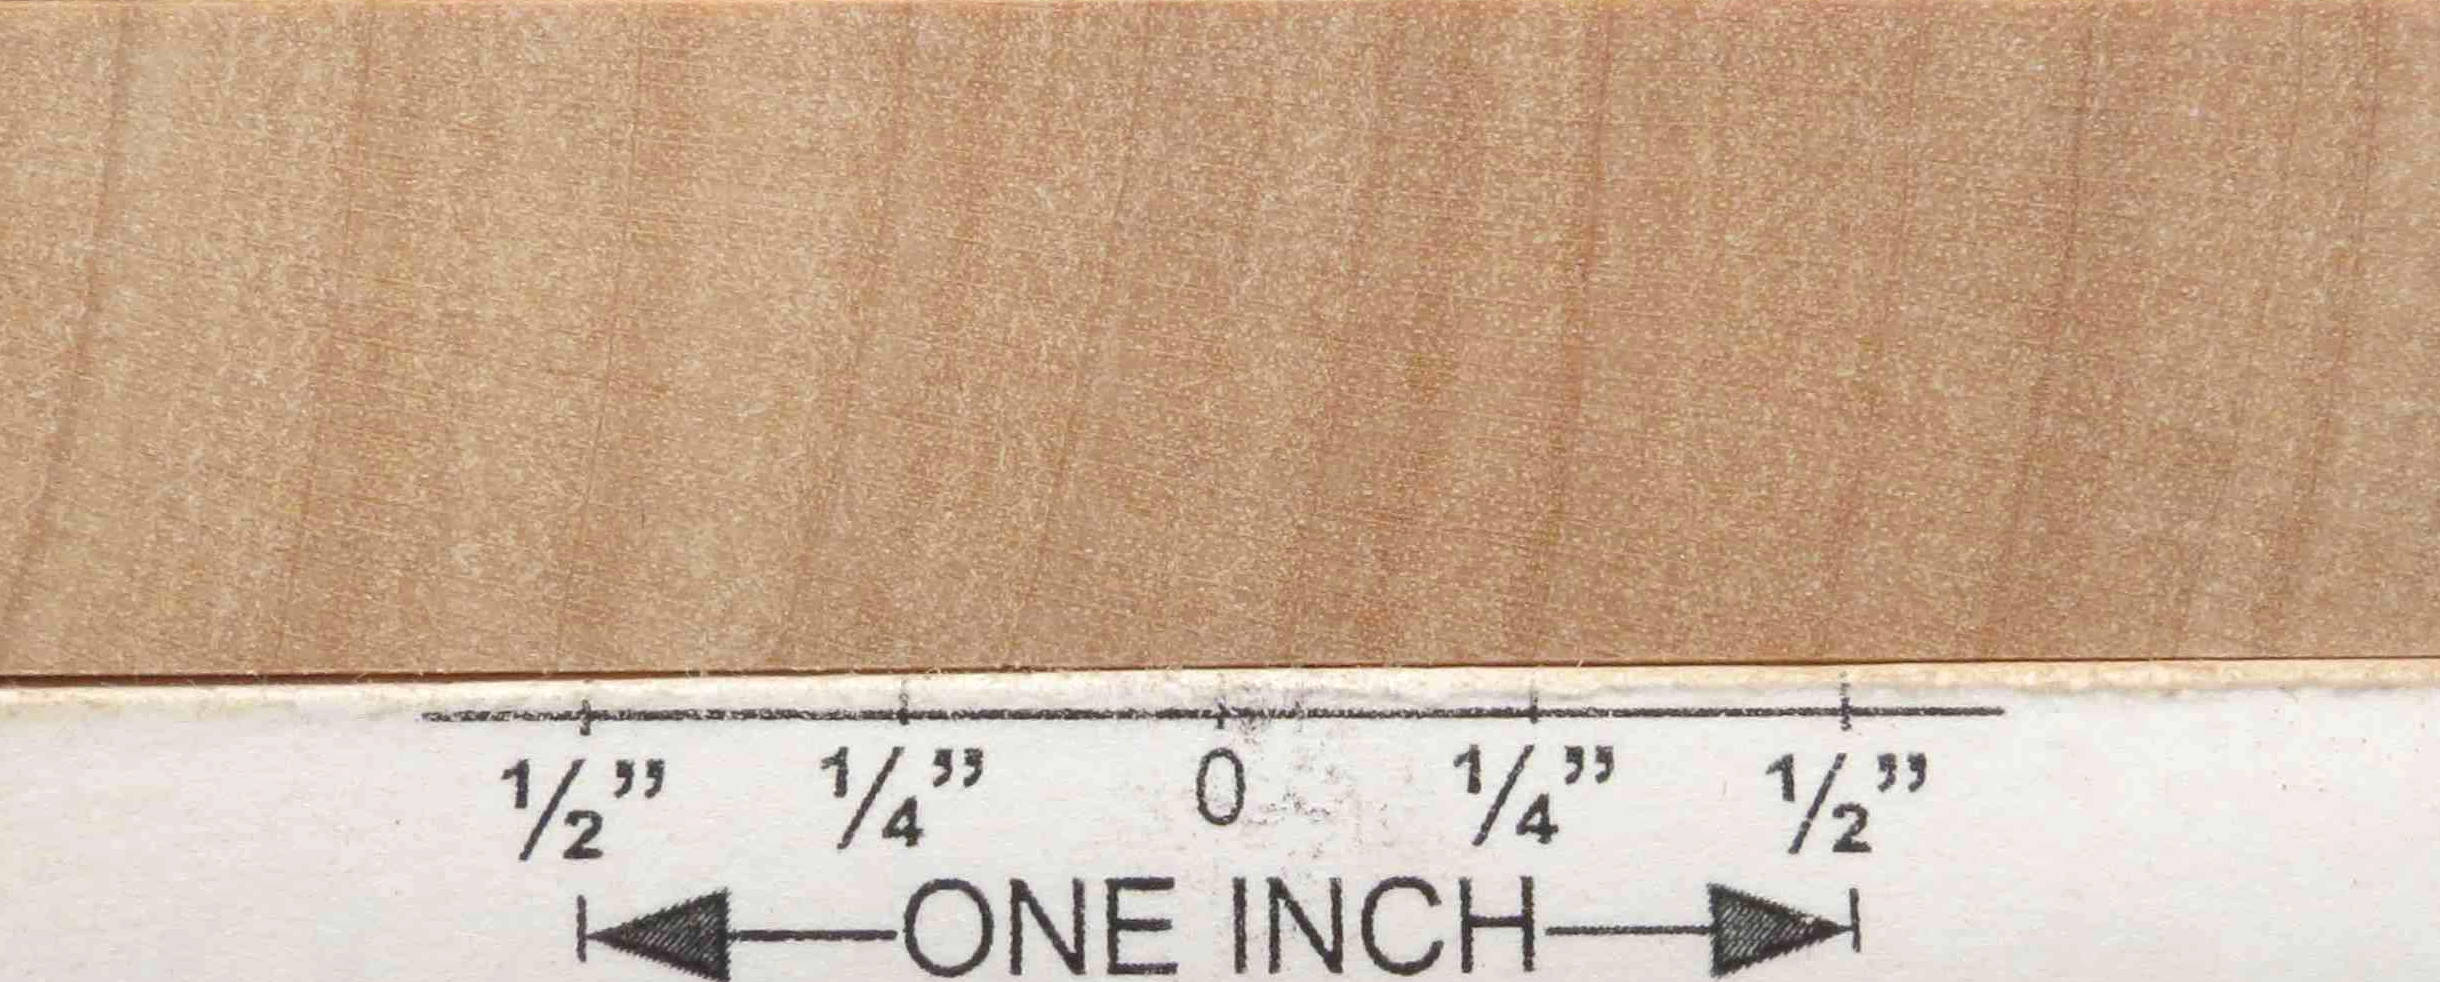 1/2” 1/4” 0 1/4” 1/2”
ONE INCH